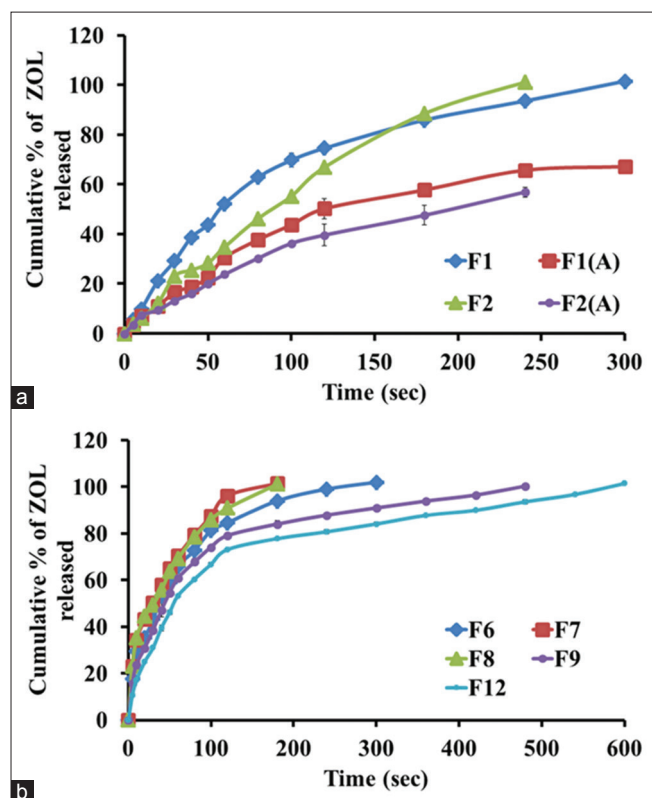 a
Cumulative % of ZOL
released
120
100
80
60
40
20
0
F1
F1(A)
F2
F2(A)
0 50 100 150 200 250 300
Time (sec)
b
Cumulative % of ZOL
released
120
100
80
60
40
20
0
F6
F7
F8
F9
F12
0 100 200 300 400 500 600
Time (sec)